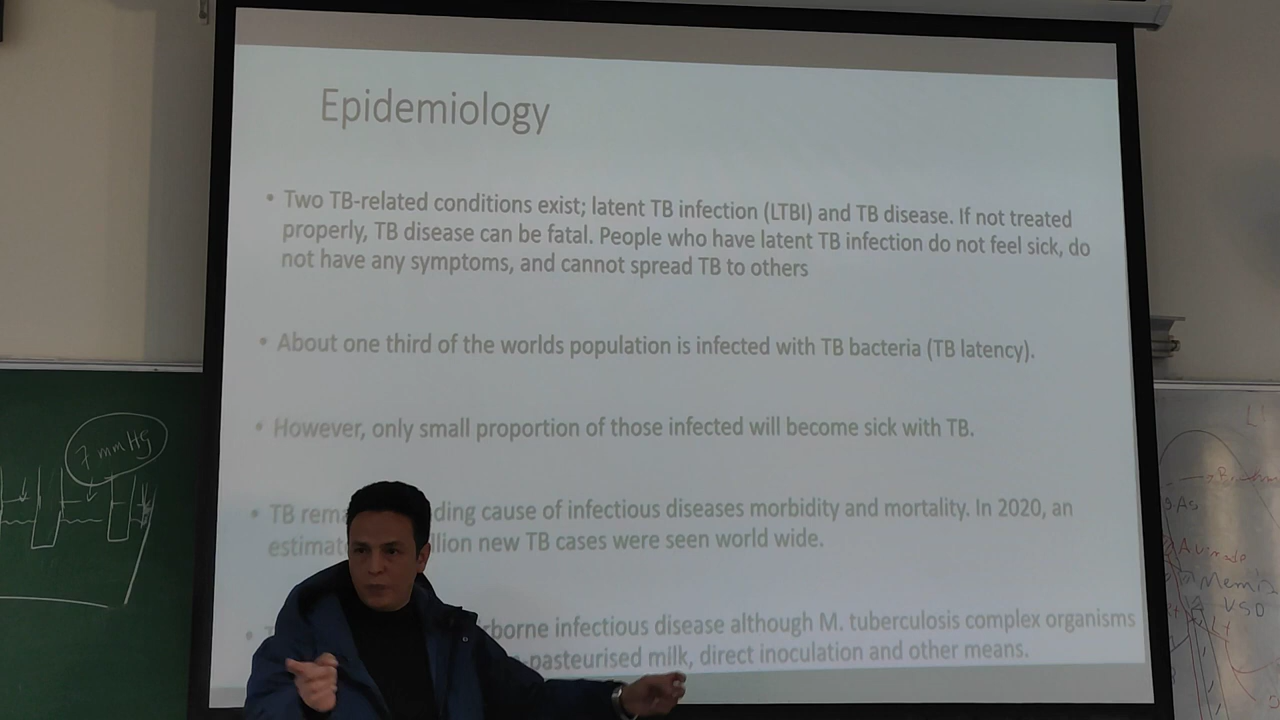 Epidemiology
• Two TB-related conditions exist; latent TB infection (LTBI) and TB disease. If not treated
properly, TB disease can be fatal. People who have latent TB infection do not feel sick, do
not have any symptoms, and cannot spread TB to others
• About one third of the worlds population is infected with TB bacteria (TB latency).
• However, only small proportion of those infected will become sick with TB.
• TB rema ding cause of infectious diseases morbidity and mortality. In 2020, an
estimat llion new TB cases were seen world wide.
• rborne infectious disease although M. tuberculosis complex organisms
pasteurised milk, direct inoculation and other means.
7 mmHg
VSD